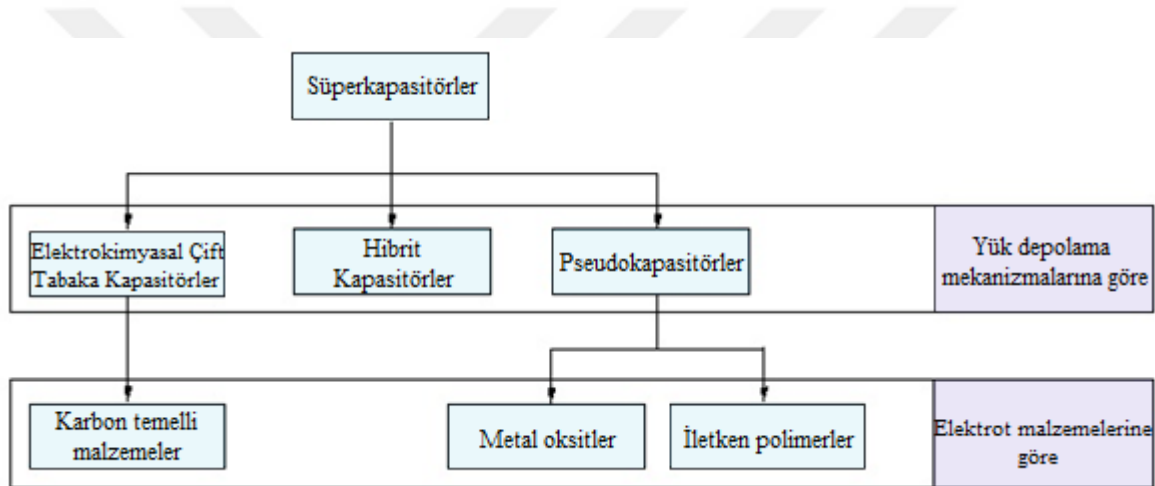 Süperkapasitörler
Elektrokimyasal Çift
Tabaka Kapasitörler
Hibrit
Kapasitörler
Pseudokapasitörler
Yük depolama
mekanizmalarına göre
Karbon temelli
malzemeler
Metal oksitler
İletken polimerler
Elektrot malzemelerine
göre